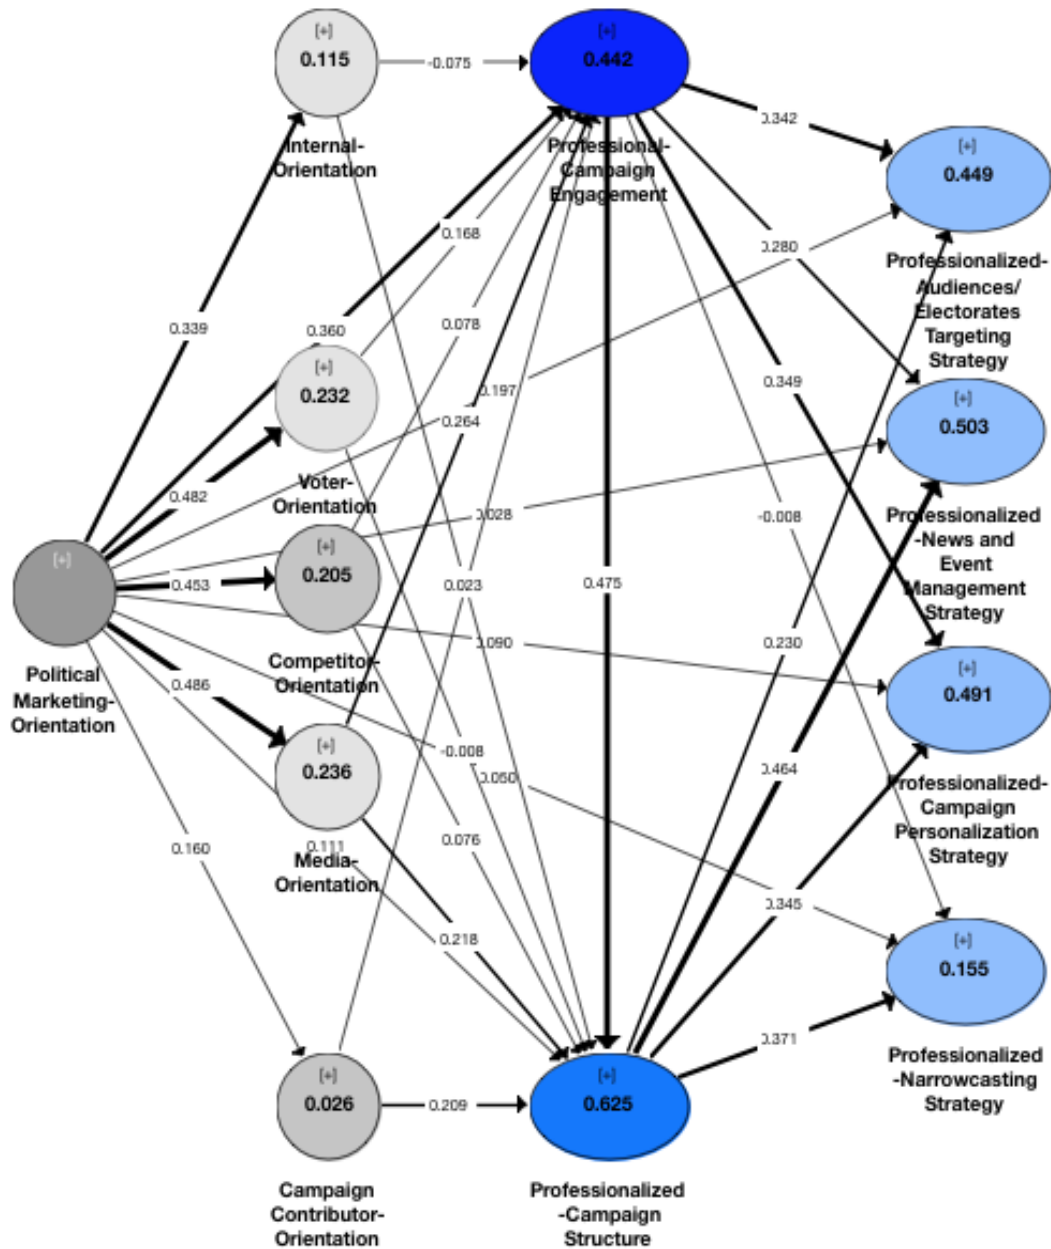 [+]
0.115
Internal-
Orientation
-0.075
[+]
0.442
Professional-
Campaign
Engagement
0.342
[+]
0.449
Professionalized-
Audiences/
Electorates
Targeting
Strategy
0.168
0.280
0.339
0.360
0.078
[+]
0.232
Voter-
Orientation
0.197
0.264
0.349
[+]
0.503
Professionalized
-News and
Event
Management
Strategy
0.482
0.028
-0.008
[+]
Political
Marketing-
Orientation
0.453
[+]
0.205
Competitor-
Orientation
0.023
0.475
0.090
0.230
[+]
0.491
Professionalized-
Campaign
Personalization
Strategy
0.486
[+]
0.236
Media-
Orientation
-0.008
0.050
0.464
0.160
0.111
0.076
0.345
0.218
[+]
0.155
Professionalized
-Narrowcasting
Strategy
0.371
[+]
0.026
Campaign
Contributor-
Orientation
0.209
[+]
0.625
Professionalized
-Campaign
Structure